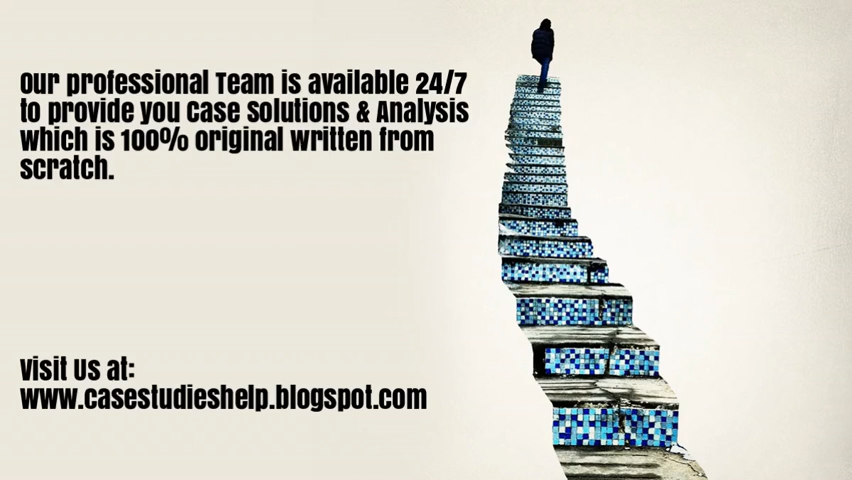 Our professional Team is available 24/7
to provide you Case Solutions & Analysis
which is 100% original written from
scratch.
Visit Us at:
www.casestudieshelp.blogspot.com